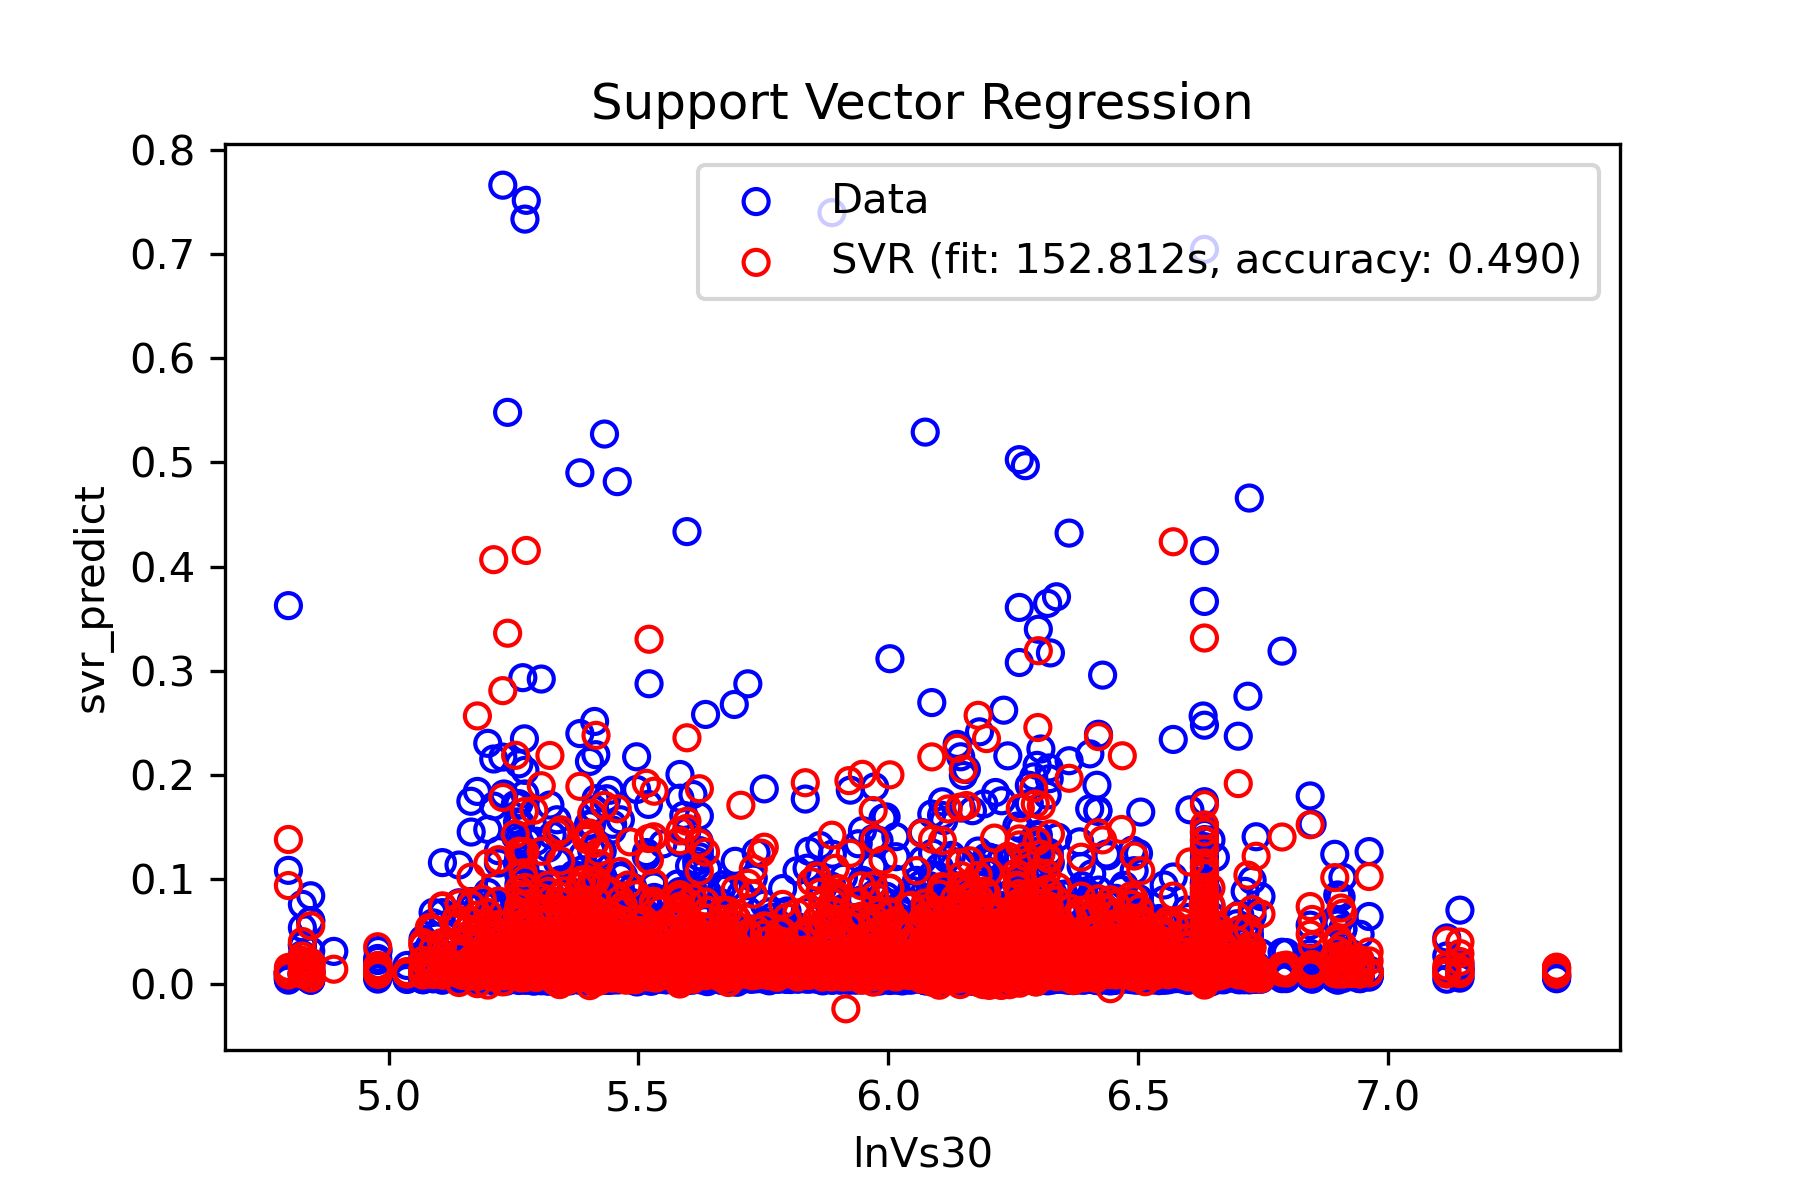 Support Vector Regression
Data
SVR (fit: 152.812s, accuracy: 0.490)
svr_predict
0.8
0.7
0.6
0.5
0.4
0.3
0.2
0.1
0.0
5.0 5.5 6.0 6.5 7.0
lnVs30